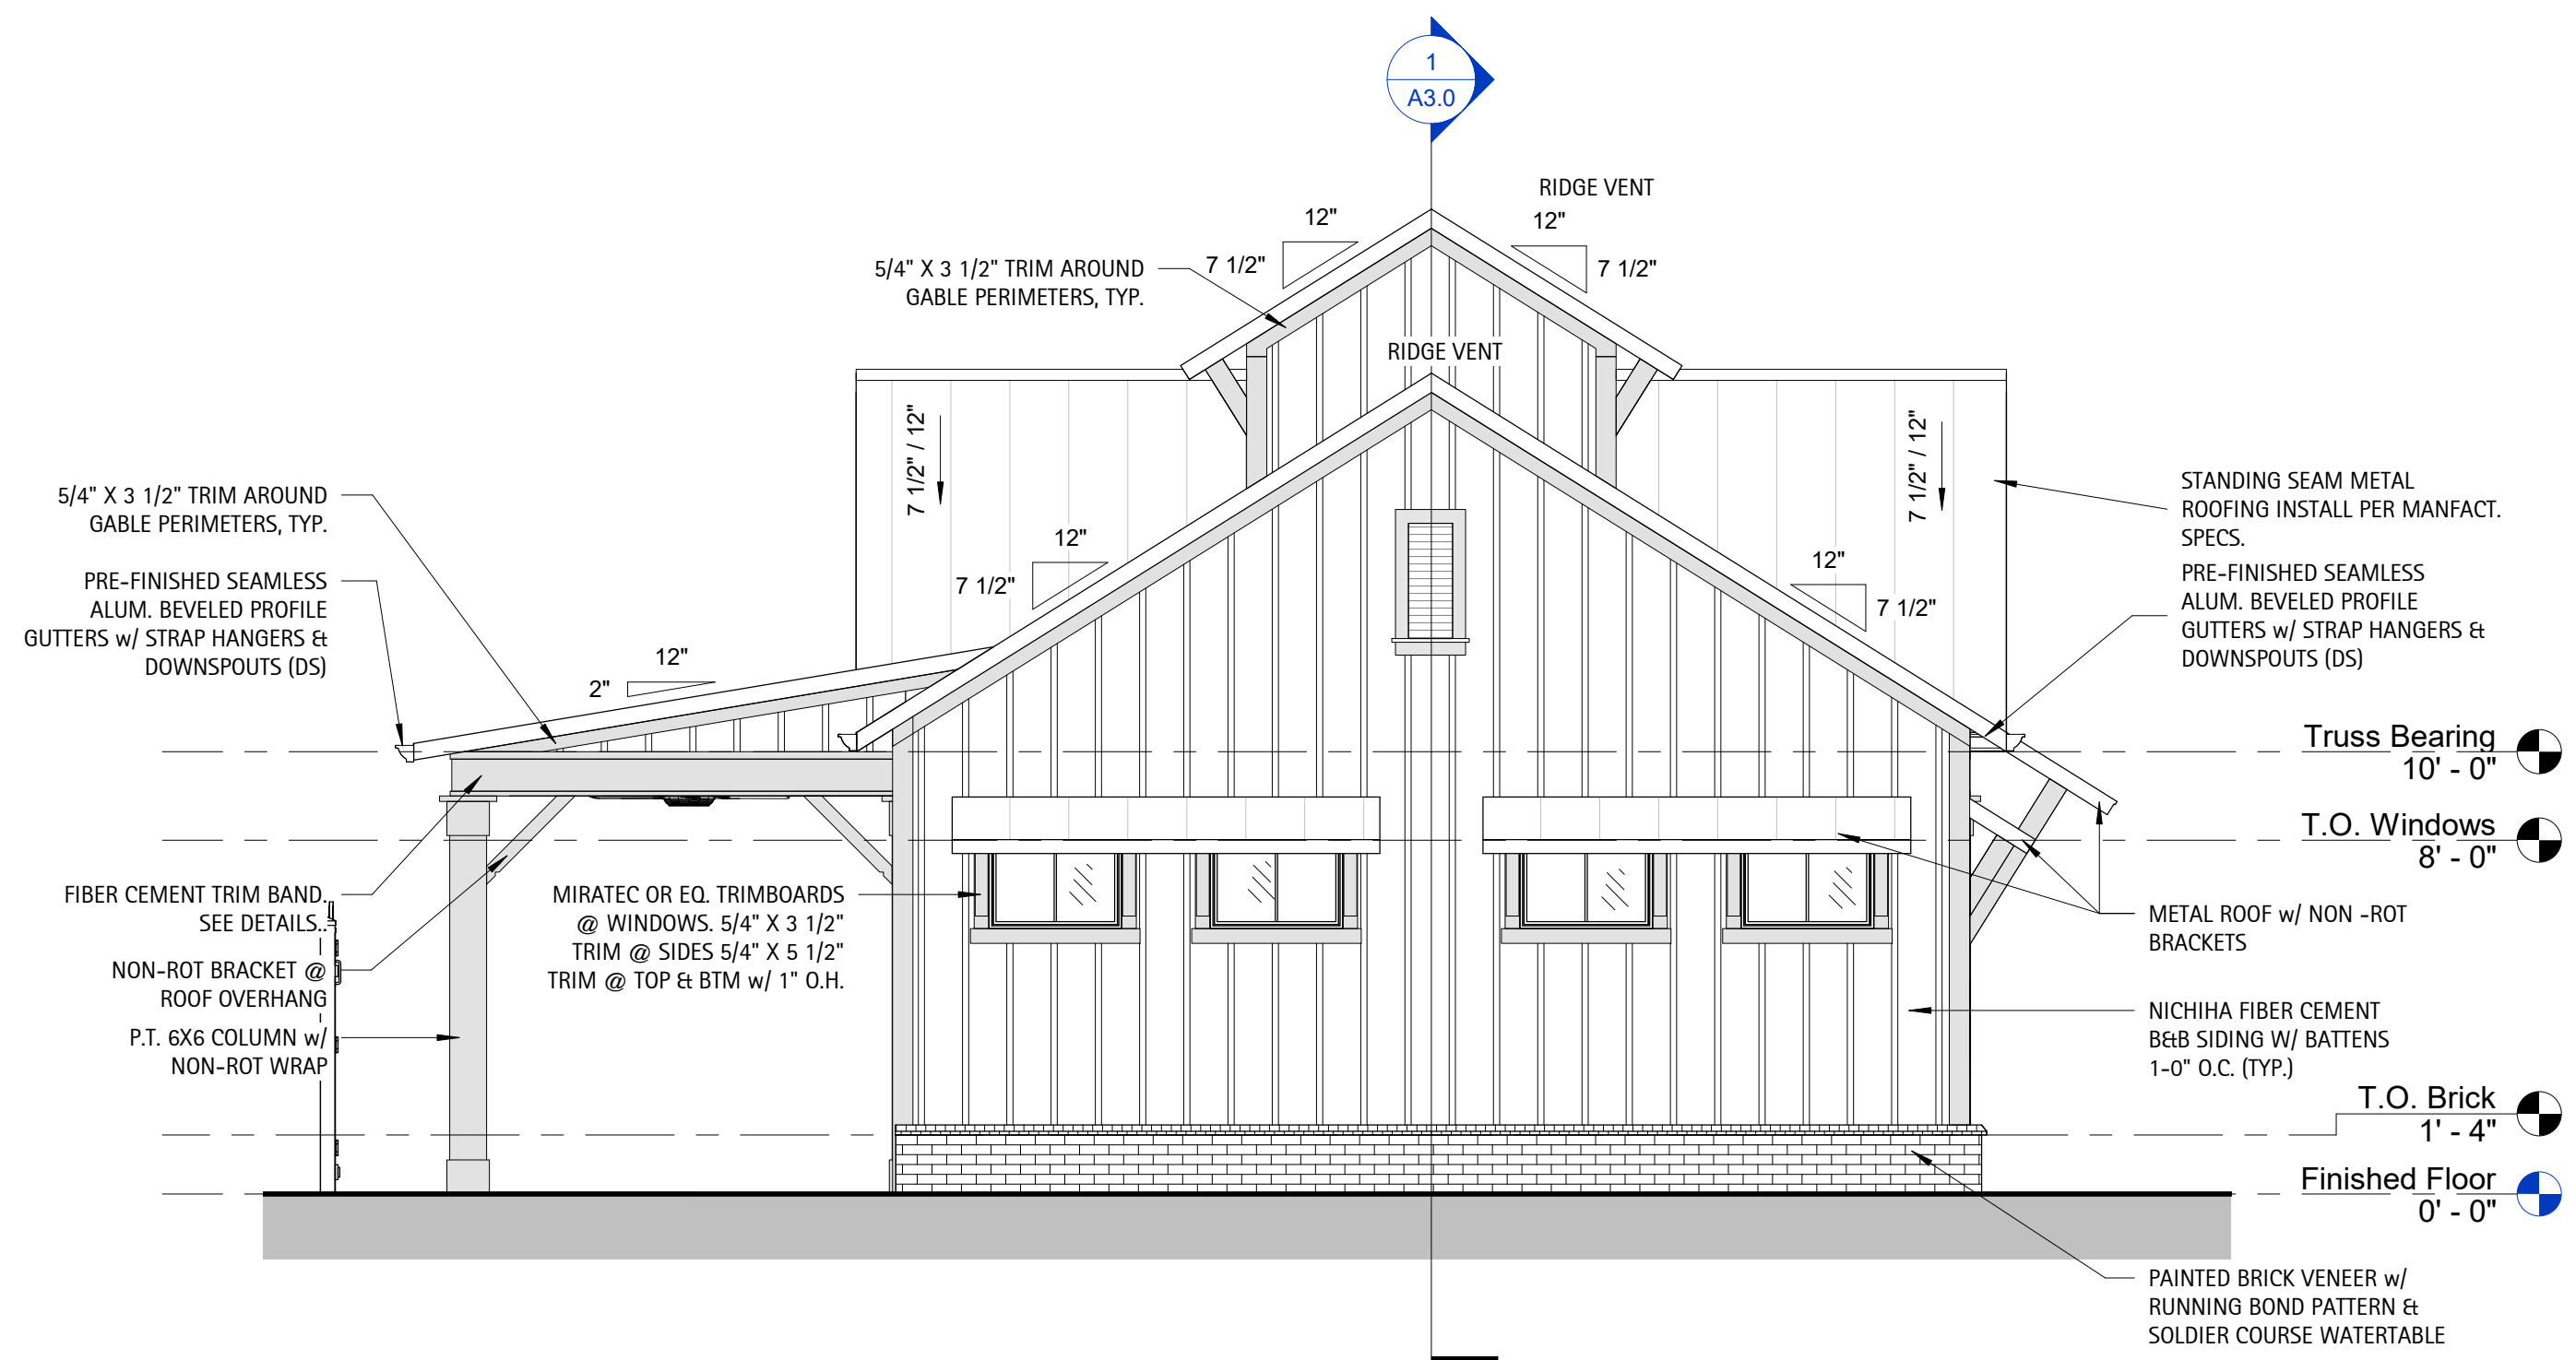 1
A3.0
RIDGE VENT
12"
7 1/2"
12"
7 1/2"
5/4" X 3 1/2" TRIM AROUND
GABLE PERIMETERS, TYP.
RIDGE VENT
7 1/2" / 12"
7 1/2" / 12"
5/4" X 3 1/2" TRIM AROUND
GABLE PERIMETERS, TYP.
PRE-FINISHED SEAMLESS
ALUM. BEVELED PROFILE
GUTTERS w/ STRAP HANGERS &
DOWNSPOUTS (DS)
12"
2"
12"
7 1/2"
12"
7 1/2"
STANDING SEAM METAL
ROOFING INSTALL PER MANFACT.
SPECS.
PRE-FINISHED SEAMLESS
ALUM. BEVELED PROFILE
GUTTERS w/ STRAP HANGERS &
DOWNSPOUTS (DS)
Truss Bearing
10' - 0"
T.O. Windows
8' - 0"
FIBER CEMENT TRIM BAND.
SEE DETAILS..
NON-ROT BRACKET @
ROOF OVERHANG
P.T. 6X6 COLUMN w/
NON-ROT WRAP
MIRATEC OR EQ. TRIMBOARDS
@ WINDOWS. 5/4" X 3 1/2"
TRIM @ SIDES 5/4" X 5 1/2"
TRIM @ TOP & BTM w/ 1" O.H.
METAL ROOF w/ NON -ROT
BRACKETS
NICHIHA FIBER CEMENT
B&B SIDING W/ BATTENS
1-0" O.C. (TYP.)
T.O. Brick
1' - 4"
Finished Floor
0' - 0"
PAINTED BRICK VENEER w/
RUNNING BOND PATTERN &
SOLDIER COURSE WATERTABLE